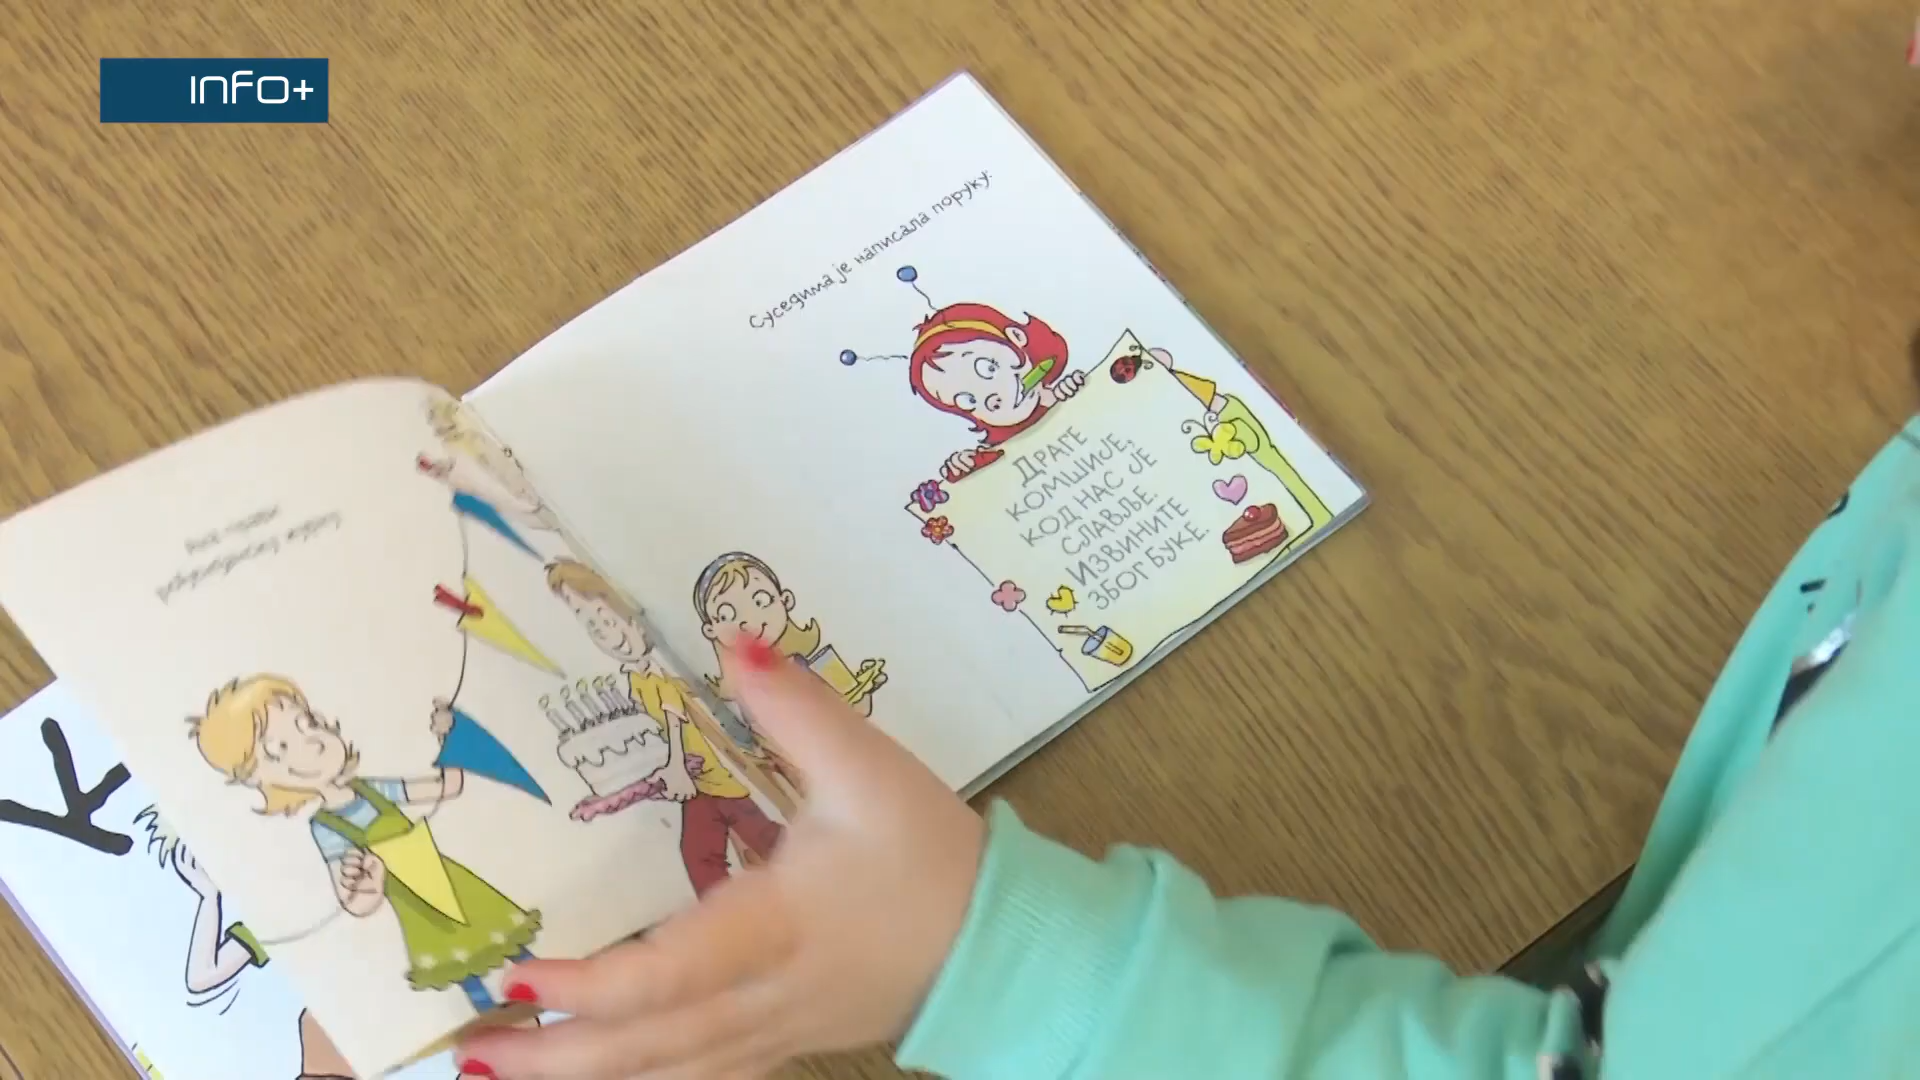 INFO+
Суседима је написала поруку:
ДРАГЕ
КОМШИЈЕ,
КОД НАС ЈЕ
СЛАВЉЕ.
ИЗВИНИТЕ
ЗБОГ БУКЕ.